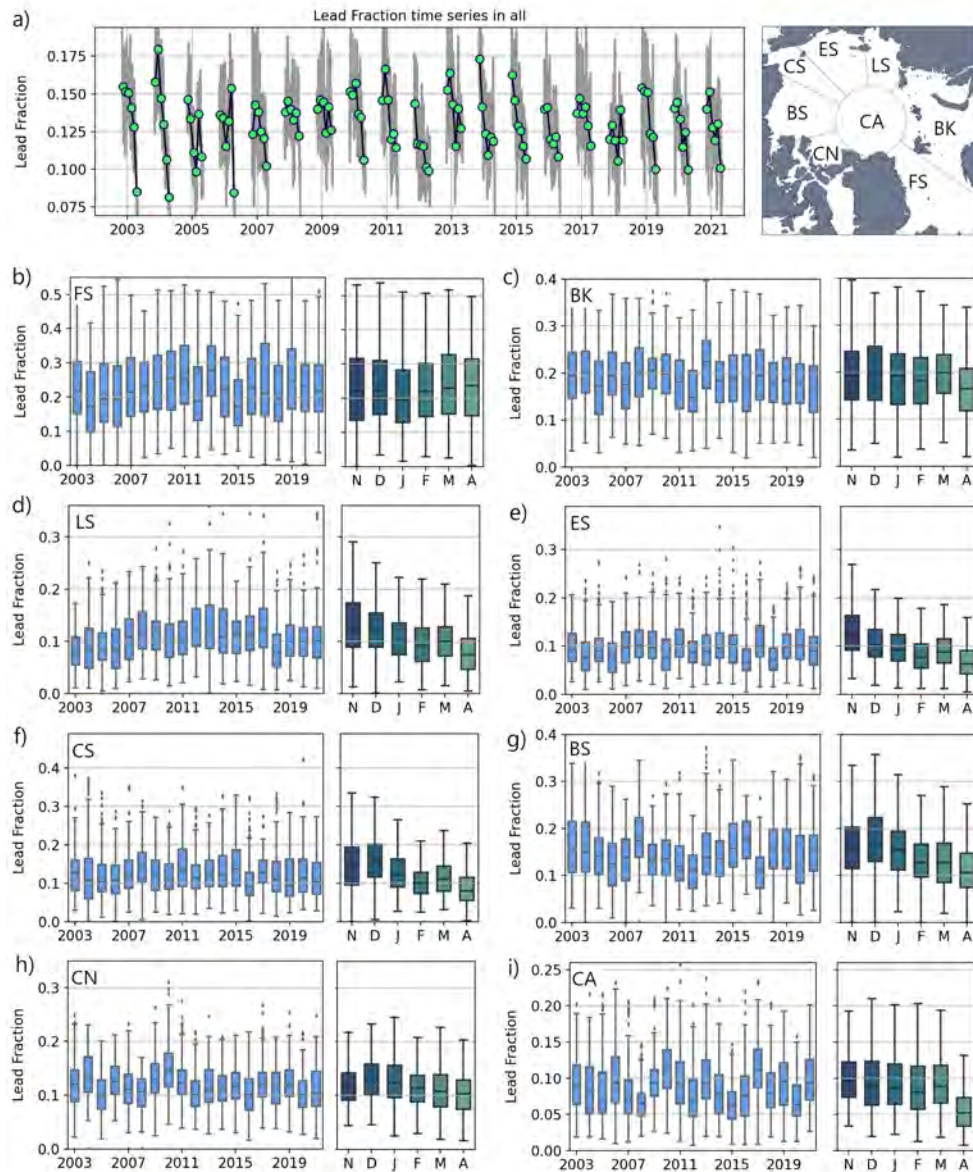 a)
Lead Fraction time series in all
Lead Fraction
0.175
0.150
0.125
0.100
0.075
2003 2004 2005 2006 2007 2008 2009 2010 2011 2013 2014 2015 2016 2017 2018 2019 2020 2021
ES
CS
LS
BS
CA
BK
CN
FS
b)
FS
Lead Fraction
0.5
0.4
0.3
0.2
0.1
0.0
2003 2007 2011 2015 2019
N D J F M A
c)
BK
Lead Fraction
0.4
0.3
0.2
0.1
0.0
2003 2007 2011 2015 2019
N D J F M A
d)
LS
Lead Fraction
0.3
0.2
0.1
0.0
2003 2007 2011 2015 2019
N D J F M A
e)
ES
Lead Fraction
0.3
0.2
0.1
0.0
2003 2007 2011 2015 2019
N D J F M A
f)
CS
Lead Fraction
0.4
0.3
0.2
0.1
0.0
2003 2007 2011 2015 2019
N D J F M A
g)
BS
Lead Fraction
0.4
0.3
0.2
0.1
0.0
2003 2007 2011 2015 2019
N D J F M A
h)
CN
Lead Fraction
0.3
0.2
0.1
0.0
2003 2007 2011 2015 2019
N D J F M A
i)
CA
Lead Fraction
0.25
0.20
0.15
0.10
0.05
0.00
2003 2007 2011 2015 2019
N D J F M A